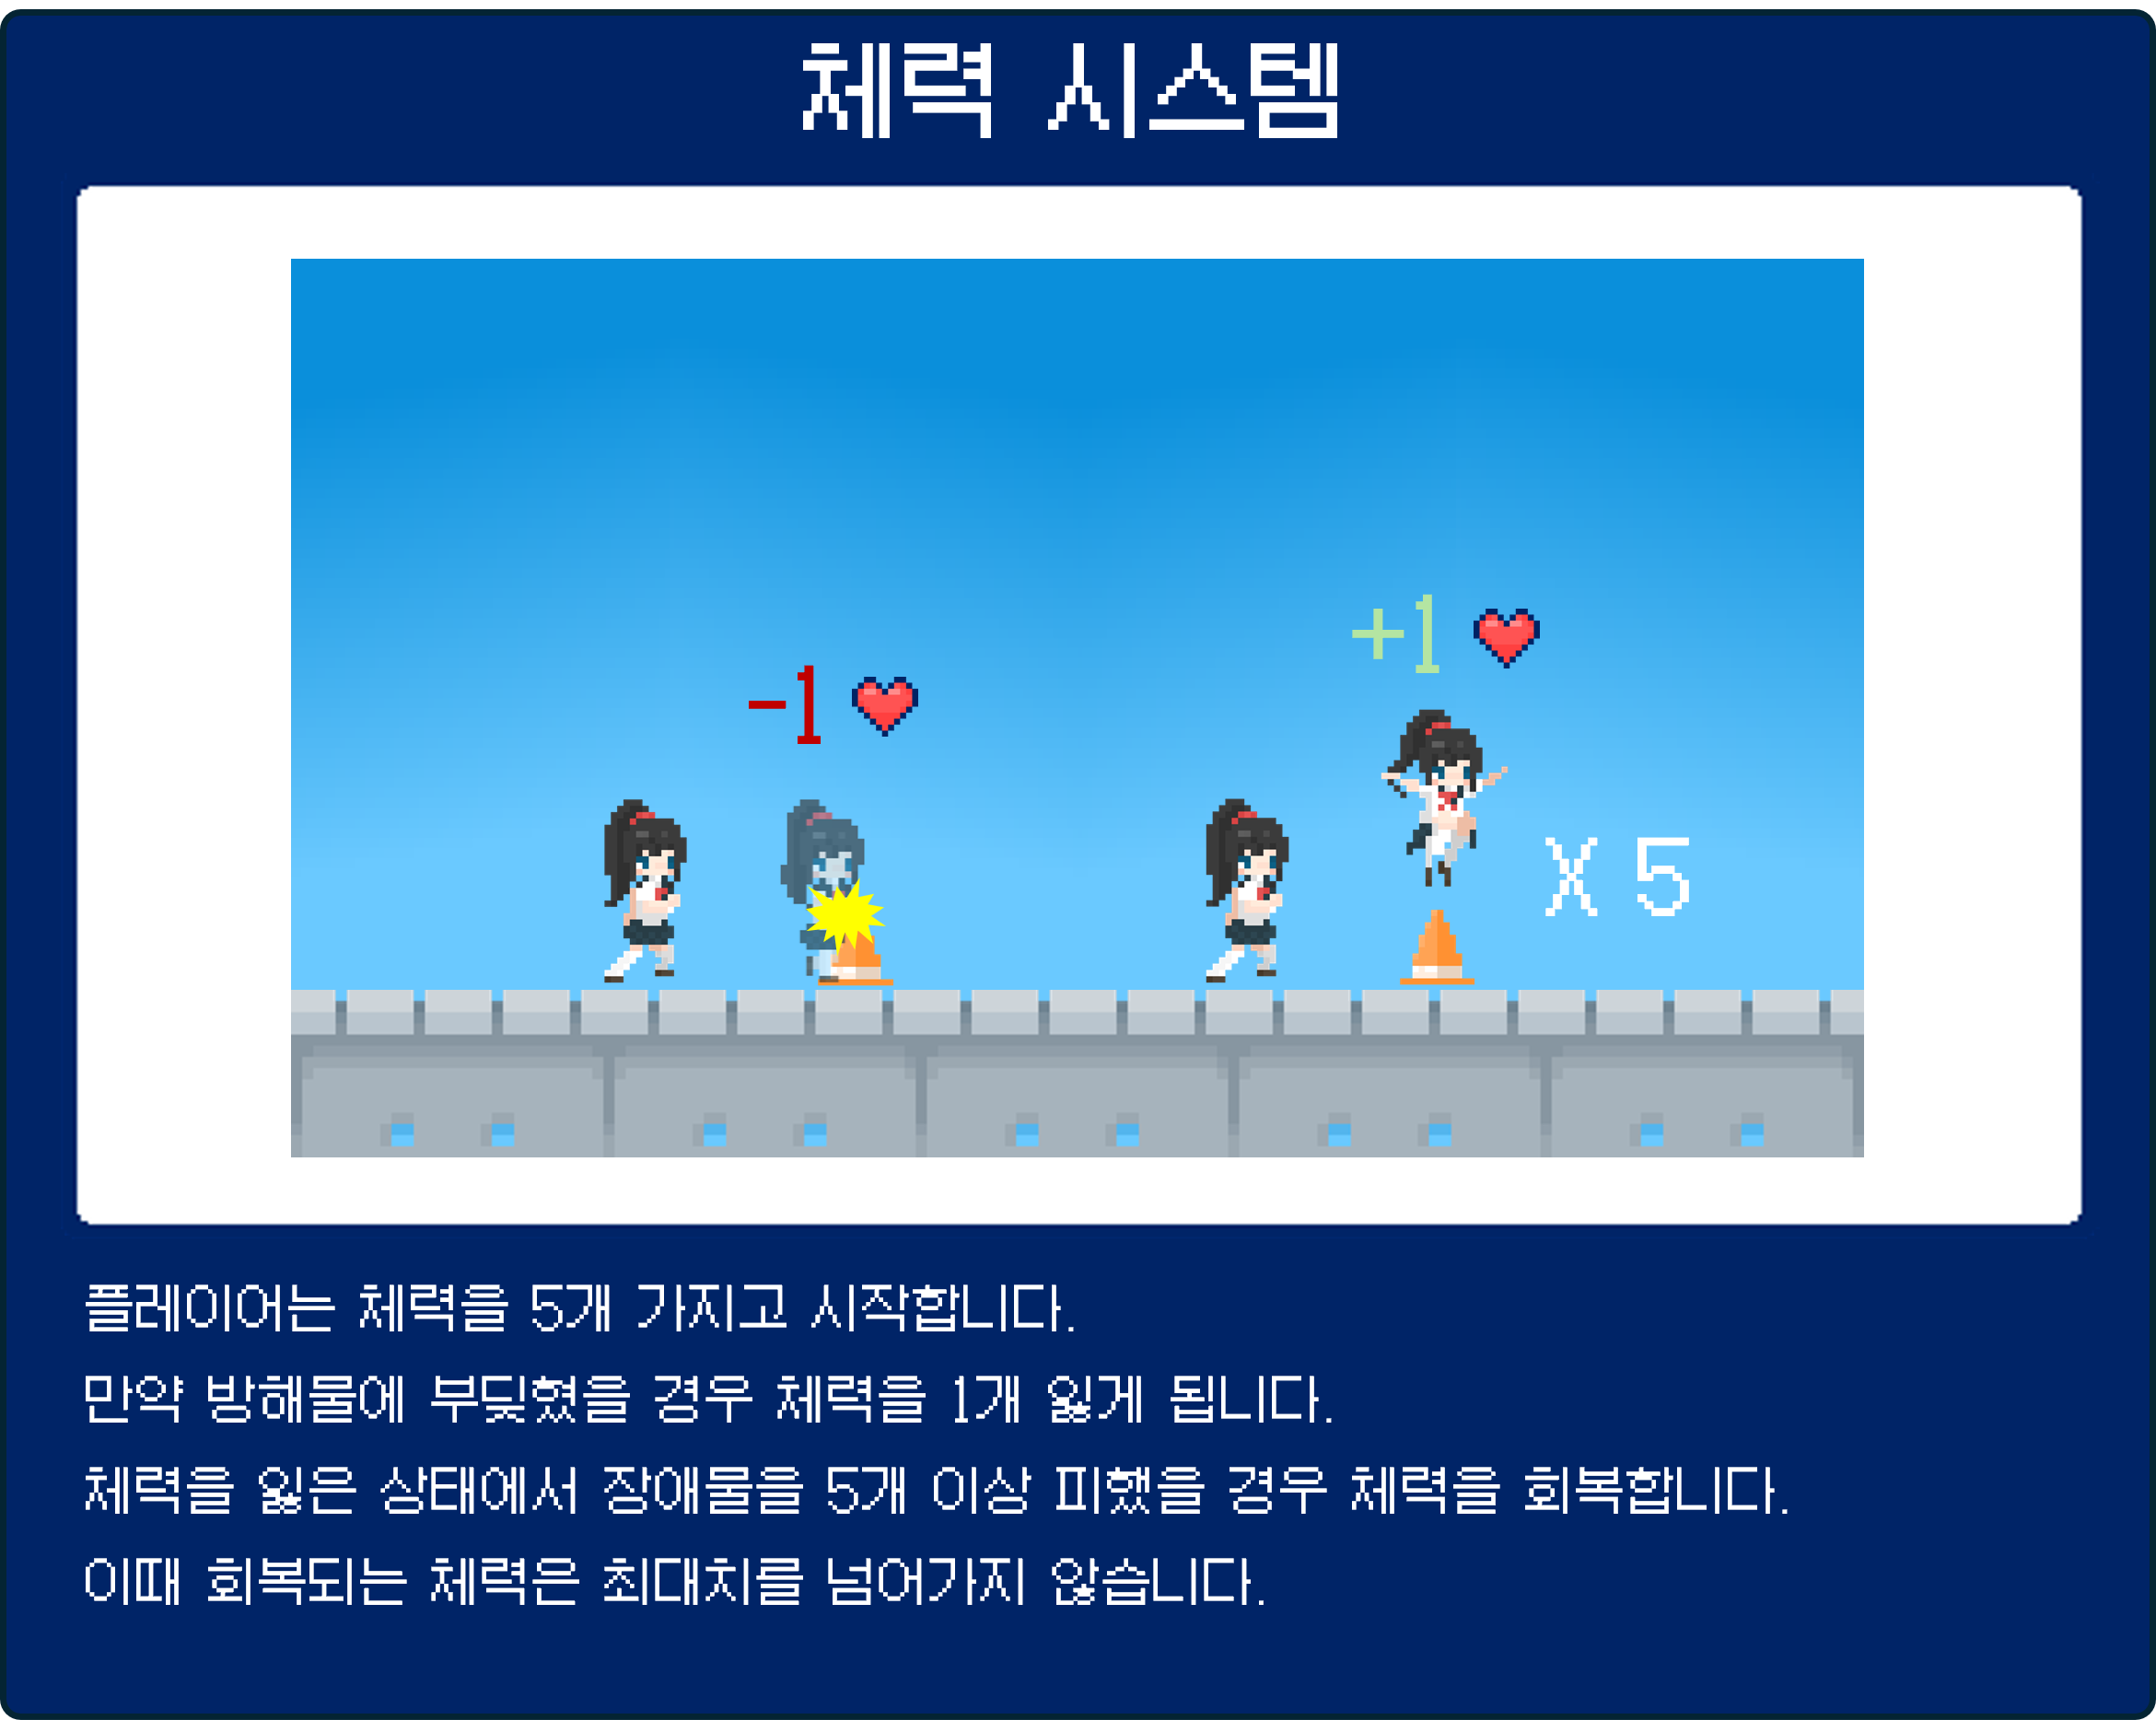 체력 시스템
+1
-1
X 5
플레이어는 체력을 5개 가지고 시작합니다.
만약 방해물에 부딪혔을 경우 체력을 1개 잃게 됩니다.
체력을 잃은 상태에서 장애물을 5개 이상 피했을 경우 체력을 회복합니다.
이때 회복되는 체력은 최대치를 넘어가지 않습니다.